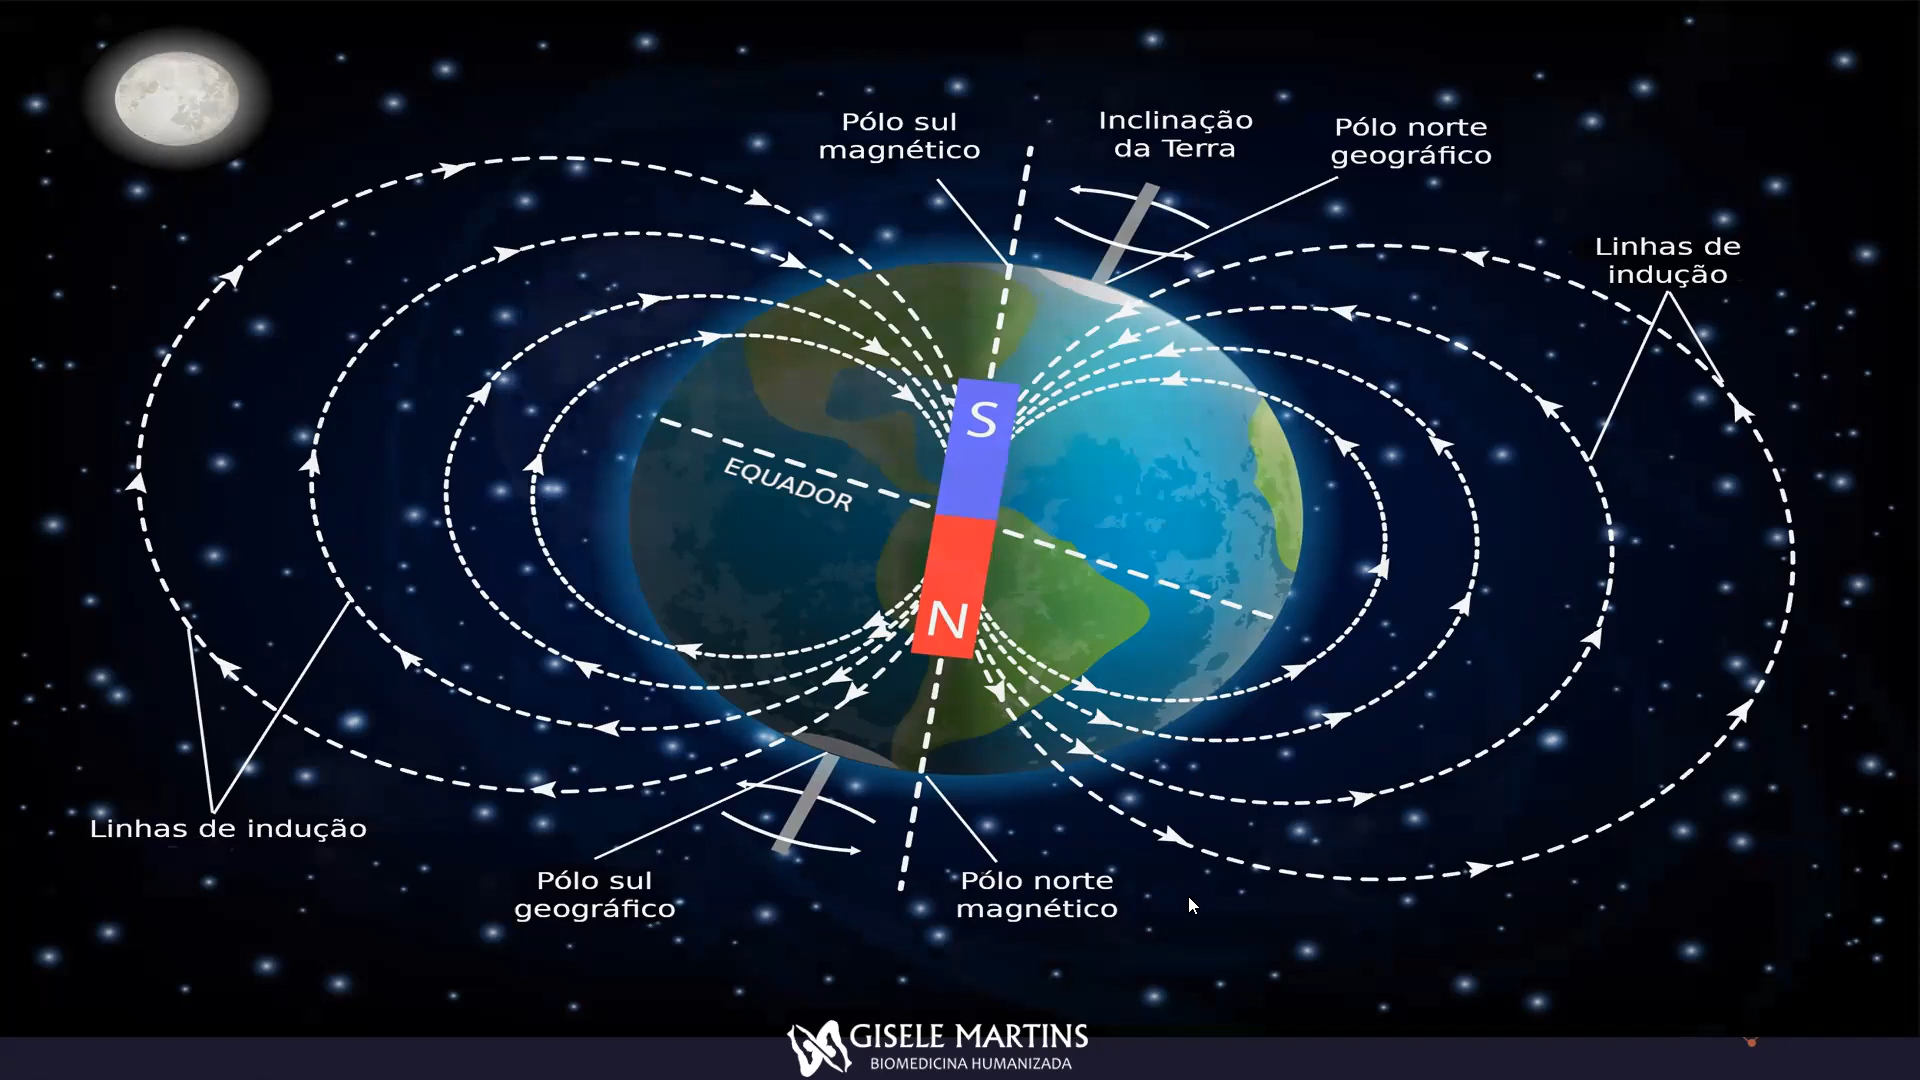 Pólo sul
magnético
Inclinação
da Terra
Pólo norte
geográfico
Linhas de
indução
S
EQUADOR
N
Linhas de indução
Pólo sul
geográfico
Pólo norte
magnético
GISELE MARTINS
BIOMEDICINA HUMANIZADA